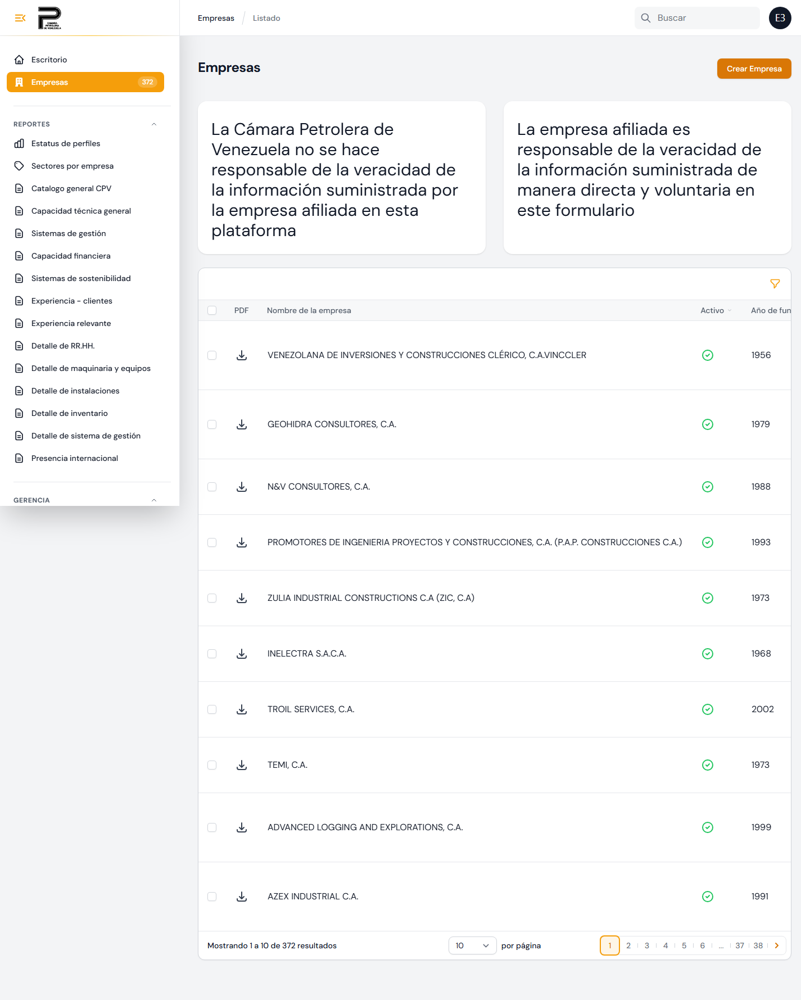 CAMARA
PETROLERA
DE VENEZUELA
Empresas
Listado
Buscar
E3
Escritorio
Empresas
372
REPORTES
Estatus de perfiles
Sectores por empresa
Catalogo general CPV
Capacidad técnica general
Sistemas de gestión
Capacidad financiera
Sistemas de sostenibilidad
Experiencia - clientes
Experiencia relevante
Detalle de RR.HH.
Detalle de maquinaria y equipos
Detalle de instalaciones
Detalle de inventario
Detalle de sistema de gestión
Presencia internacional
GERENCIA
Empresas
Crear Empresa
La Cámara Petrolera de
Venezuela no se hace
responsable de la veracidad de
la información suministrada por
la empresa afiliada en esta
plataforma
La empresa afiliada es
responsable de la veracidad de
la información suministrada de
manera directa y voluntaria en
este formulario
PDF Nombre de la empresa Activo Año de fun
VENEZOLANA DE INVERSIONES Y CONSTRUCCIONES CLÉRICO, C.A.VINCCLER 1956
GEOHIDRA CONSULTORES, C.A. 1979
N&V CONSULTORES, C.A. 1988
PROMOTORES DE INGENIERIA PROYECTOS Y CONSTRUCCIONES, C.A. (P.A.P. CONSTRUCCIONES C.A.) 1993
ZULIA INDUSTRIAL CONSTRUCTIONS C.A (ZIC, C.A) 1973
INELECTRA S.A.C.A. 1968
TROIL SERVICES, C.A. 2002
TEMI, C.A. 1973
ADVANCED LOGGING AND EXPLORATIONS, C.A. 1999
AZEX INDUSTRIAL C.A. 1991
Mostrando 1 a 10 de 372 resultados 10 por página 1 2 3 4 5 6 ... 37 38